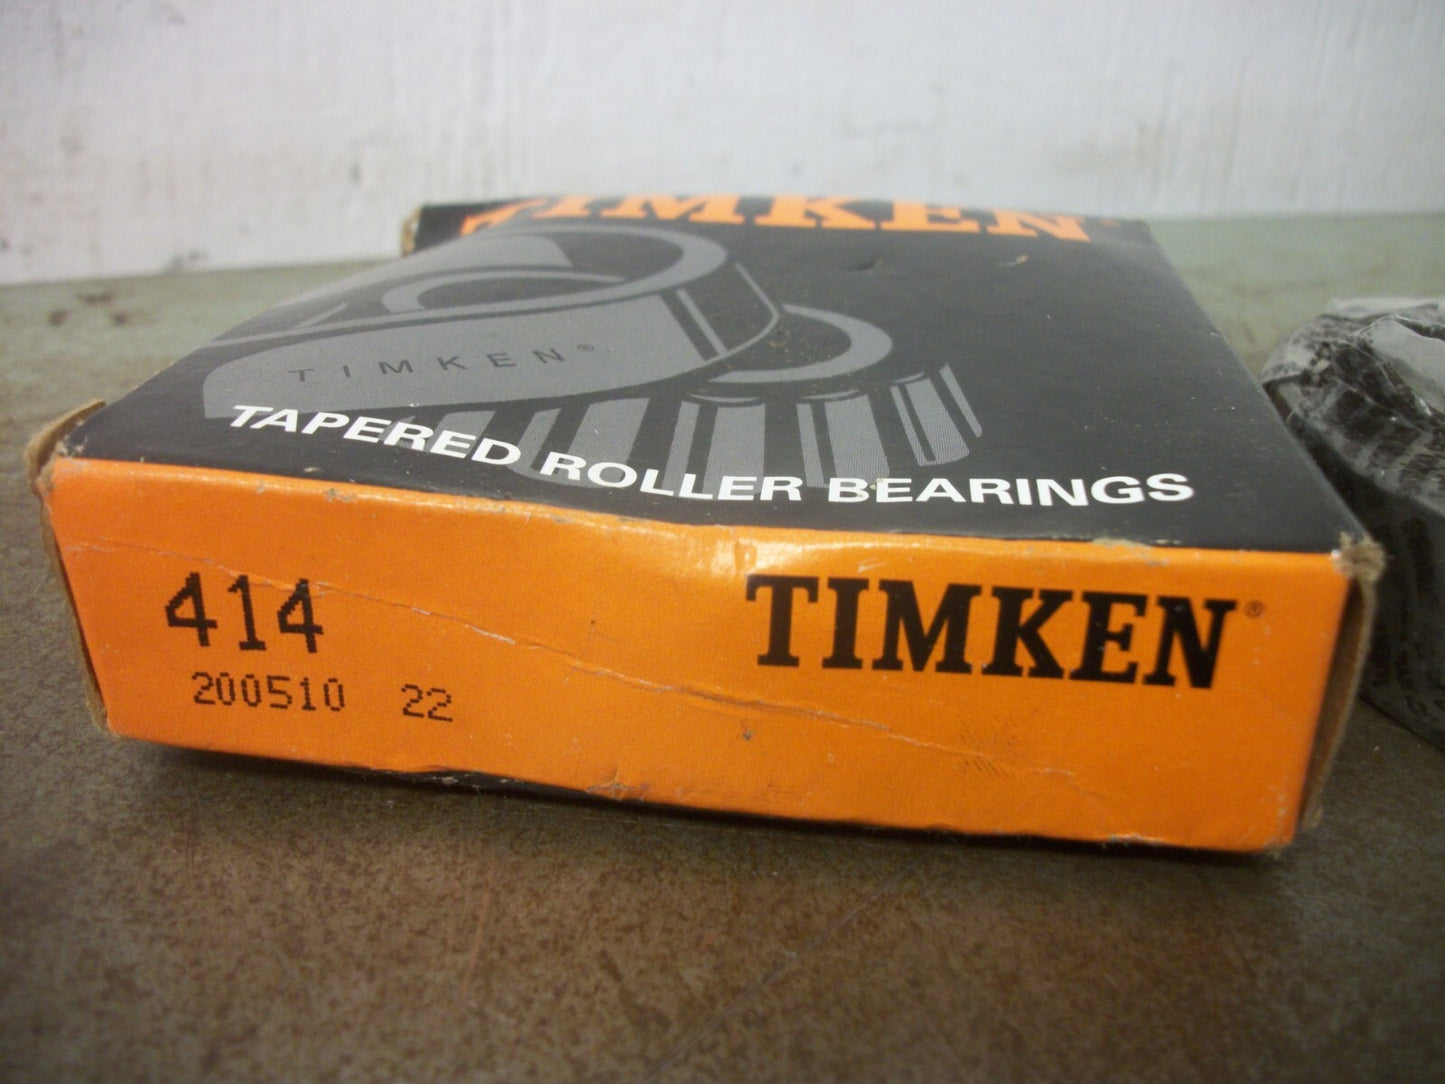 TIMKEN®
TIMKEN®
TAPERED ROLLER BEARINGS
414
TIMKEN®
200510 22